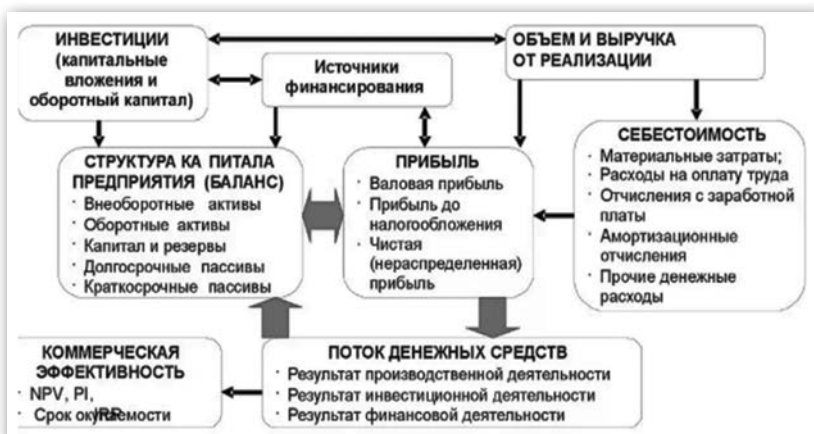 ИНВЕСТИЦИИ
(капитальные
вложения и
оборотный капитал)
Источники
финансирования
ОБЪЕМ И ВЫРУЧКА
ОТ РЕАЛИЗАЦИИ
СТРУКТУРА КА ПИТАЛА
ПРЕДПРИЯТИЯ (БАЛАНС)
· Внеоборотные активы
· Оборотные активы
· Капитал и резервы
· Долгосрочные пассивы
· Краткосрочные пассивы
ПРИБЫЛЬ
· Валовая прибыль
· Прибыль до
налогообложения
· Чистая
(нераспределенная)
прибыль
СЕБЕСТОИМОСТЬ
· Материальные затраты;
· Расходы на оплату труда
· Отчисления с заработной
платы
· Амортизационные
отчисления
· Прочие денежные
расходы
КОММЕРЧЕСКАЯ
ЭФФЕКТИВНОСТЬ
· NPV, PI,
· Срок окупаемости
IRR
ПОТОК ДЕНЕЖНЫХ СРЕДСТВ
· Результат производственной деятельности
· Результат инвестиционной деятельности
· Результат финансовой деятельности